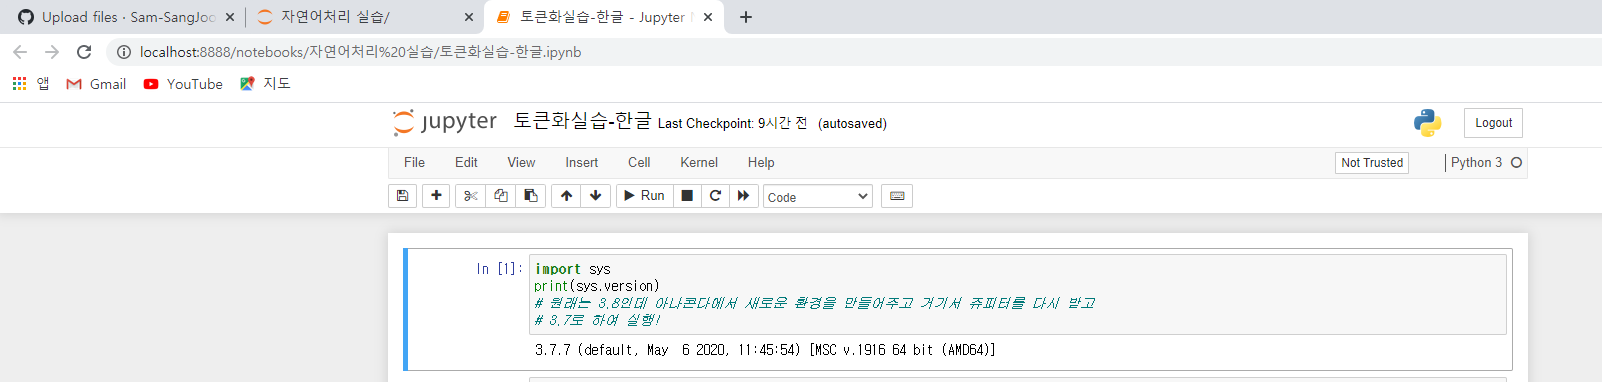 Upload files · Sam-SangJoo
자연어처리 실습/
토큰화실습-한글 - Jupyter N
localhost:8888/notebooks/자연어처리%20실습/토큰화실습-한글.ipynb
앱 Gmail YouTube 지도
jupyter 토큰화실습-한글 Last Checkpoint: 9시간 전 (autosaved)
Logout
File Edit View Insert Cell Kernel Help
Not Trusted
Python 3
Run
Code
In [1]:
import sys
print(sys.version)
# 원래는 3.8인데 아나콘다에서 새로운 환경을 만들어주고 거기서 쥬피터를 다시 받고
# 3.7로 하여 실행!
3.7.7 (default, May  6 2020, 11:45:54) [MSC v.1916 64 bit (AMD64)]